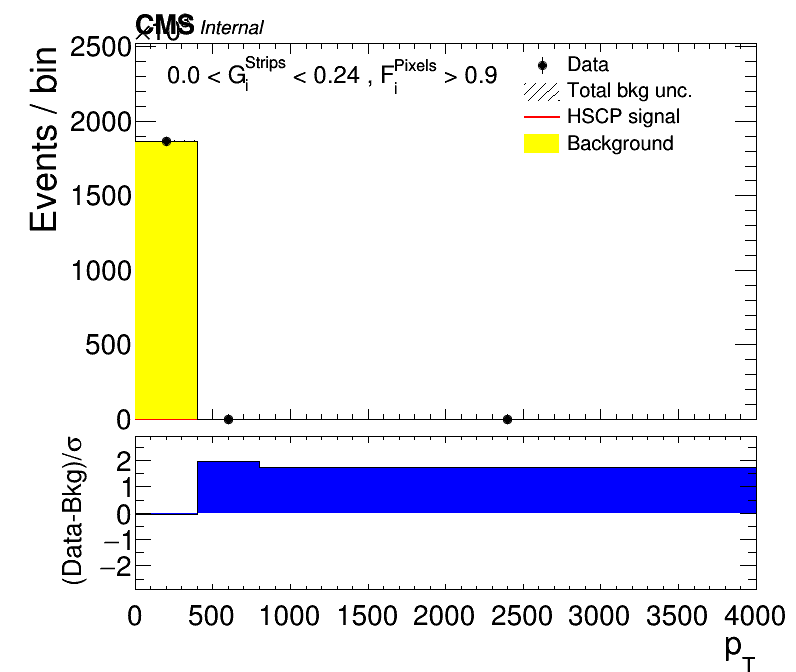 CMS Internal
×10³
Events / bin
2500
2000
1500
1000
500
0
0.0 < G_i^Strips < 0.24 , F_i^Pixels > 0.9
Data
Total bkg unc.
HSCP signal
Background
(Data-Bkg)/σ
2
1
0
−1
−2
0 500 1000 1500 2000 2500 3000 3500 4000
p_T